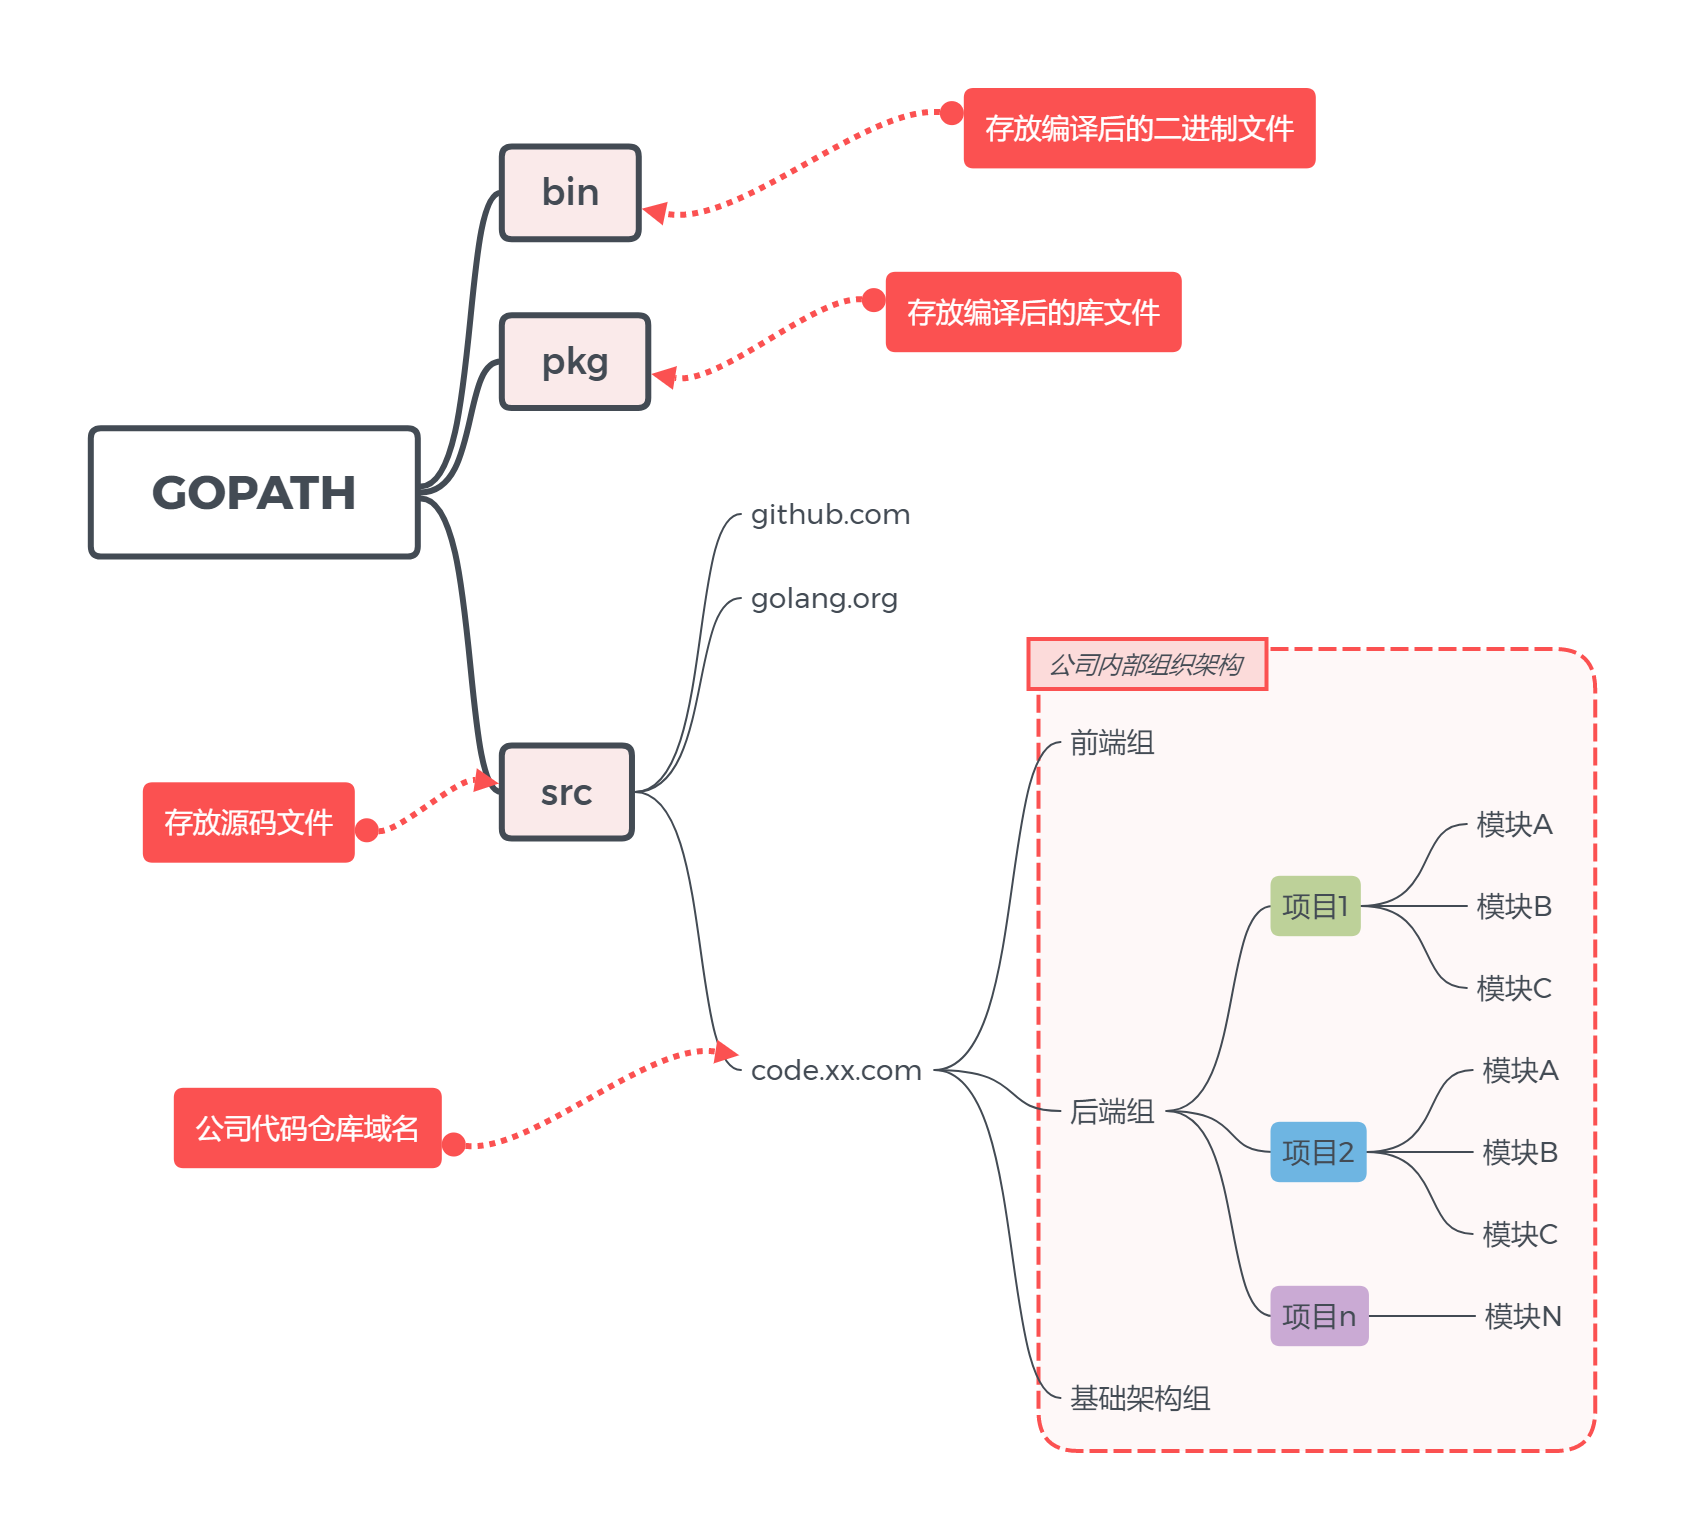 存放编译后的二进制文件
bin
存放编译后的库文件
pkg
GOPATH
github.com
golang.org
公司内部组织架构
前端组
src
存放源码文件
模块A
项目1
模块B
模块C
code.xx.com
公司代码仓库域名
后端组
模块A
项目2
模块B
模块C
项目n
模块N
基础架构组